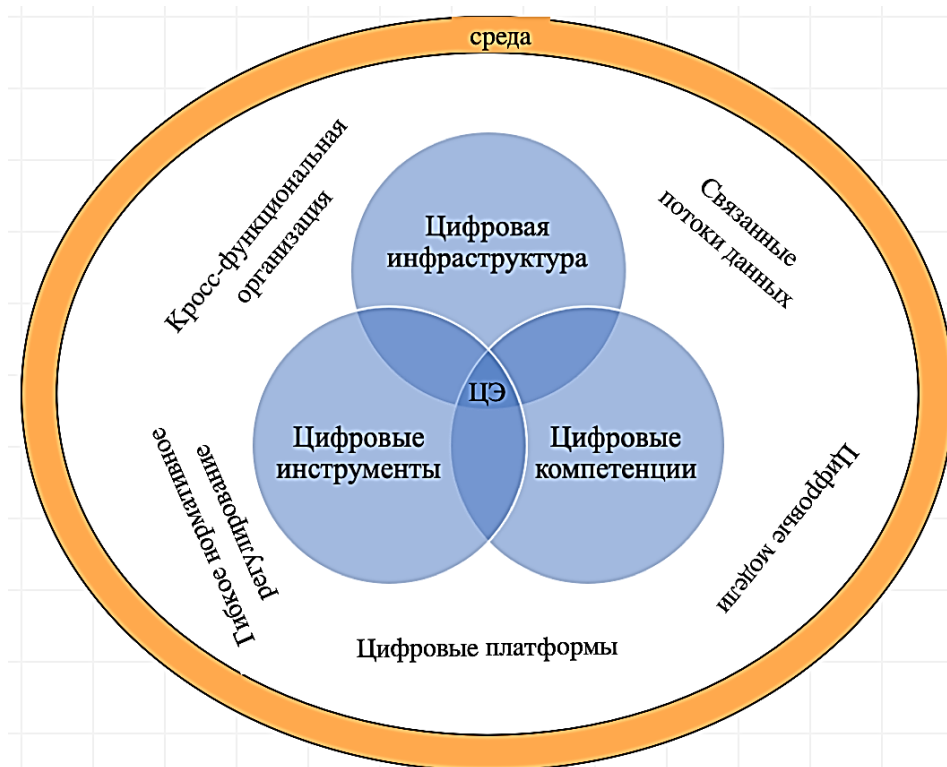 среда
Кросс-функциональная
организация
Связанные
потоки данных
Цифровая
инфраструктура
ЦЭ
Цифровые
инструменты
Цифровые
компетенции
Гибкое нормативное
регулирование
Цифровые модели
Цифровые платформы